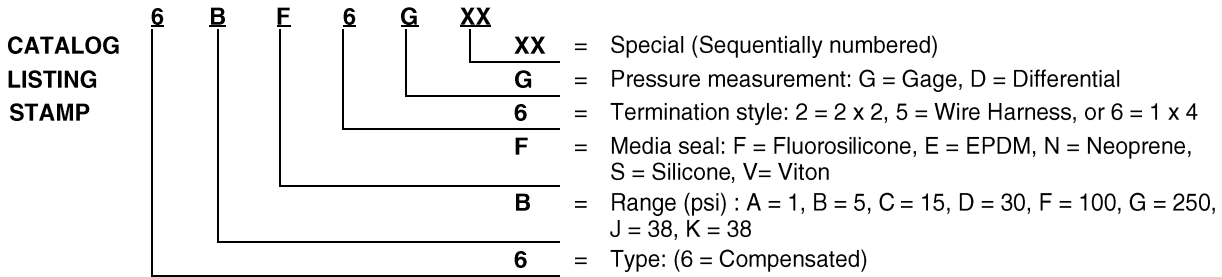 6 B F 6 G XX
CATALOG XX = Special (Sequentially numbered)
LISTING G = Pressure measurement: G = Gage, D = Differential
STAMP 6 = Termination style: 2 = 2 x 2, 5 = Wire Harness, or 6 = 1 x 4
F = Media seal: F = Fluorosilicone, E = EPDM, N = Neoprene,
S = Silicone, V= Viton
B = Range (psi) : A = 1, B = 5, C = 15, D = 30, F = 100, G = 250,
J = 38, K = 38
6 = Type: (6 = Compensated)